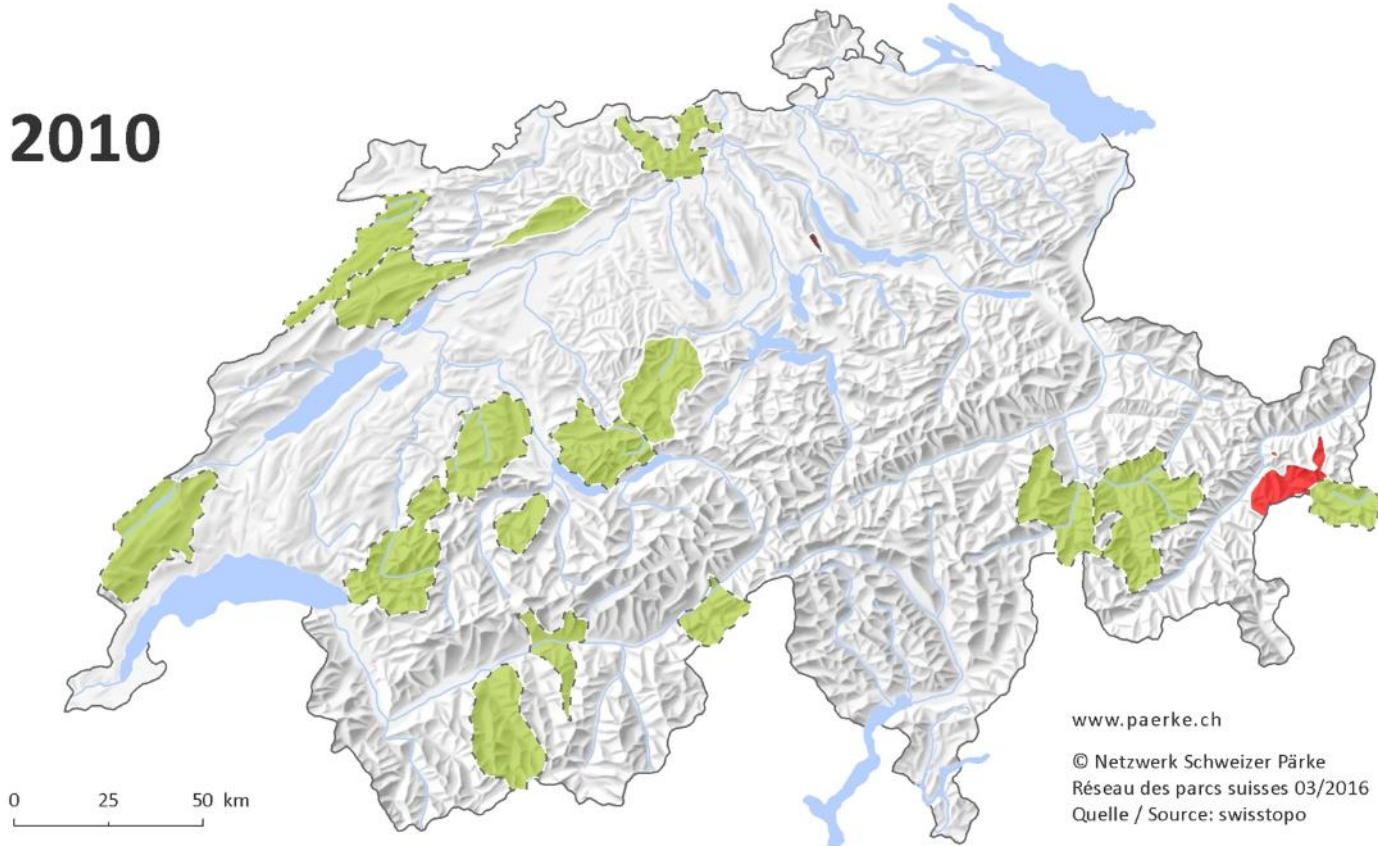 2010
www.paerke.ch
© Netzwerk Schweizer Pärke
Réseau des parcs suisses 03/2016
Quelle / Source: swisstopo
0 25 50 km